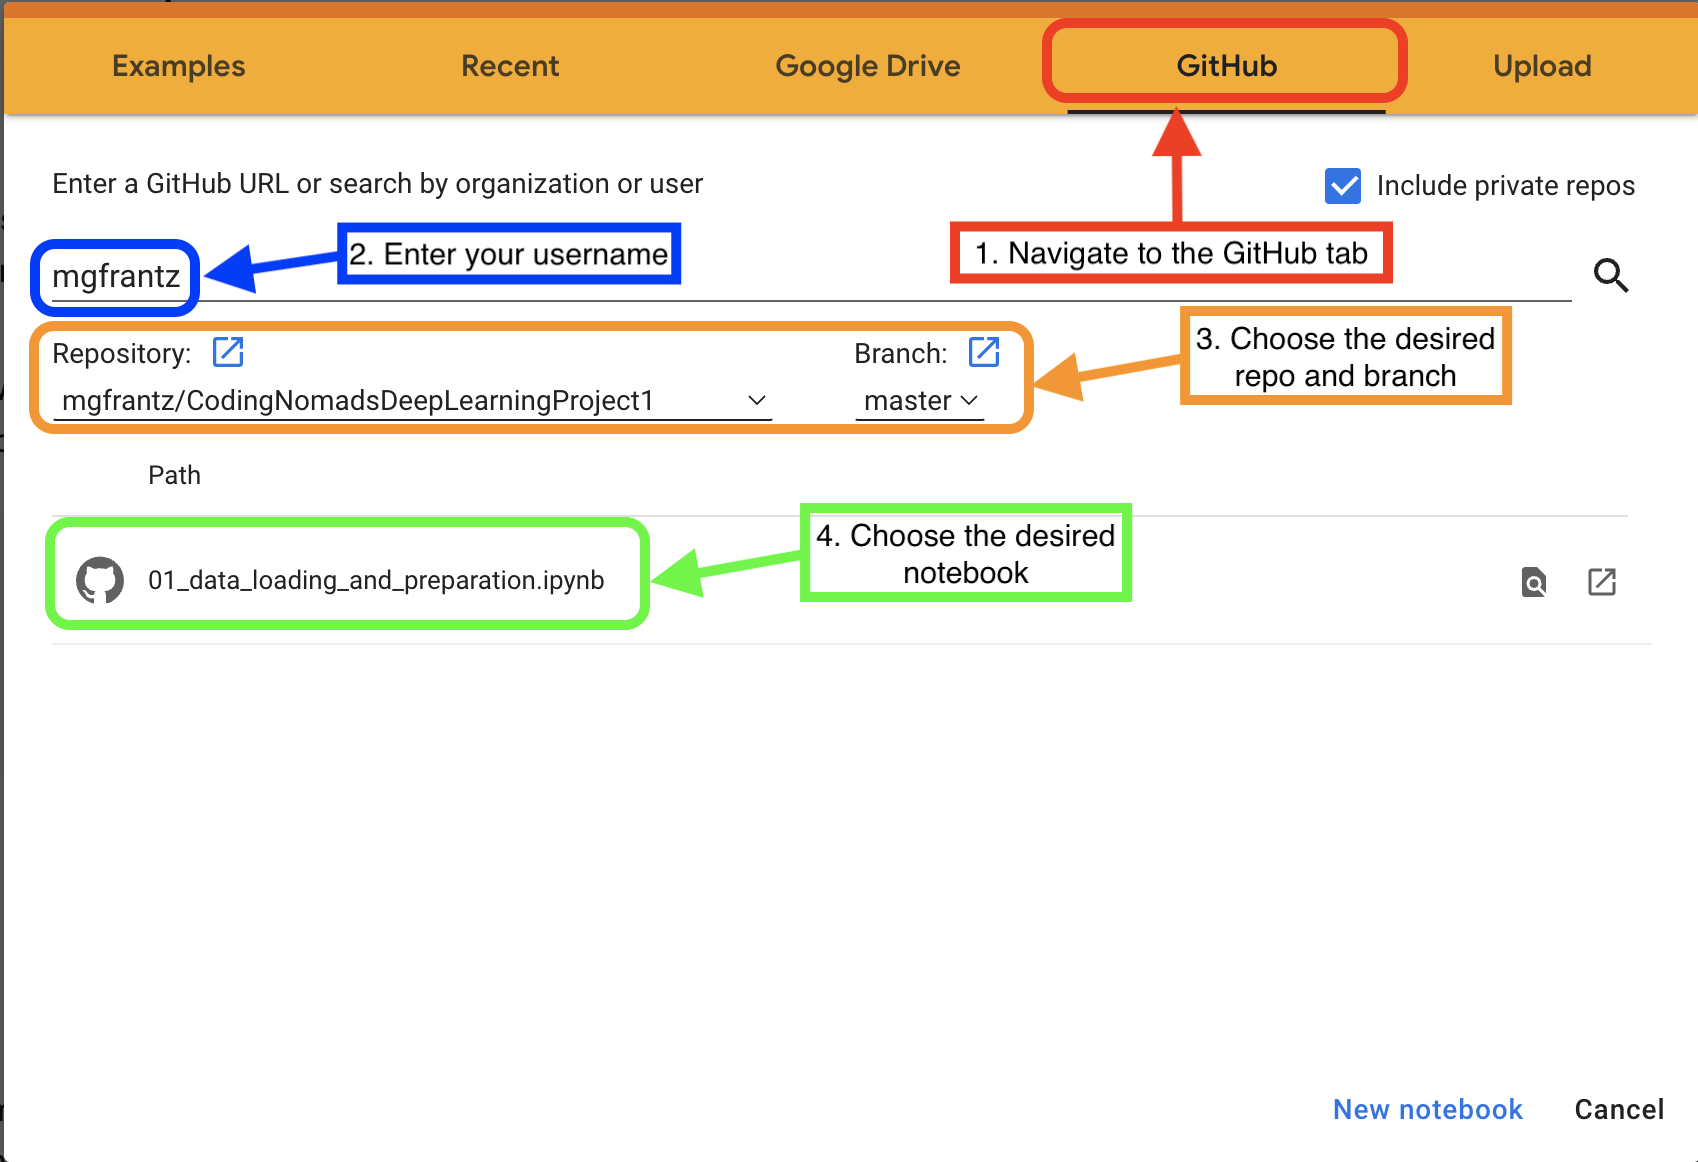 Examples Recent Google Drive GitHub Upload
Enter a GitHub URL or search by organization or user
Include private repos
1. Navigate to the GitHub tab
2. Enter your username
mgfrantz
3. Choose the desired
repo and branch
Repository: Branch:
mgfrantz/CodingNomadsDeepLearningProject1 master
Path
4. Choose the desired
notebook
01_data_loading_and_preparation.ipynb
New notebook Cancel